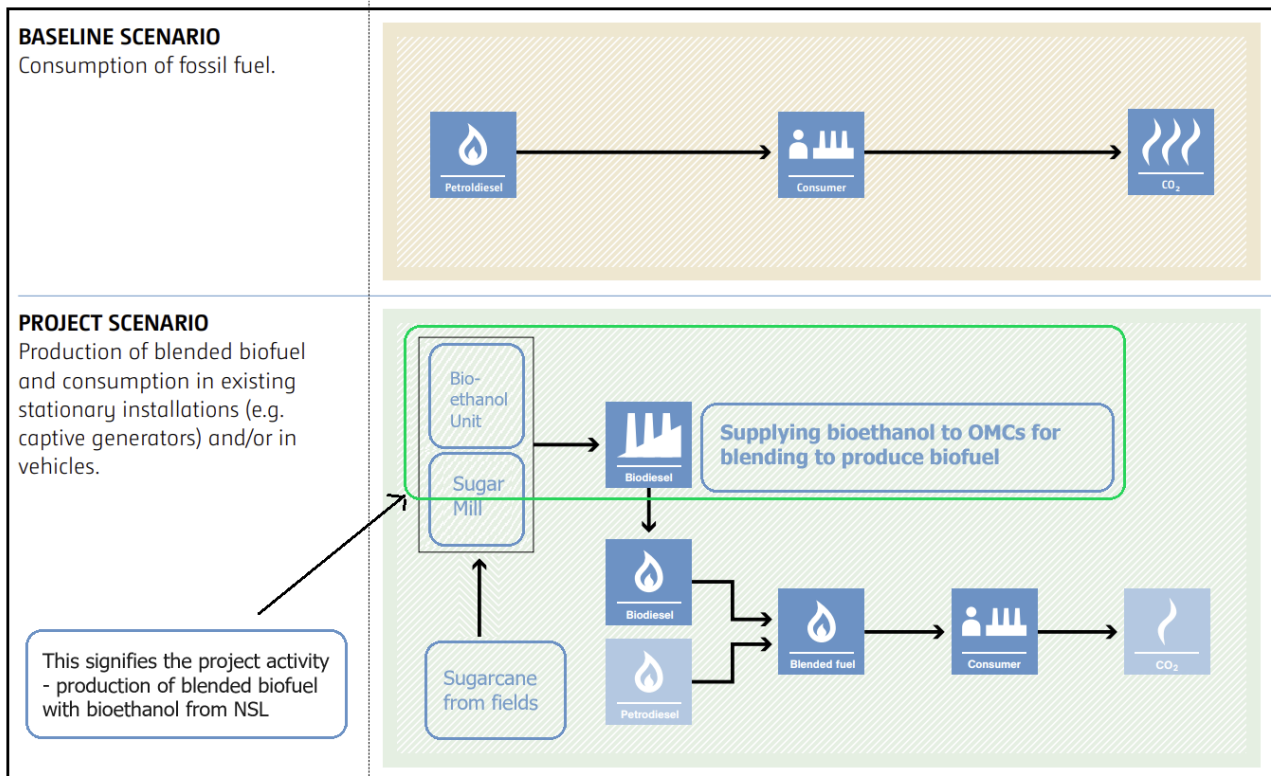 BASELINE SCENARIO
Consumption of fossil fuel.
Petroldiesel
Consumer
CO₂
PROJECT SCENARIO
Production of blended biofuel
and consumption in existing
stationary installations (e.g.
captive generators) and/or in
vehicles.
Bio-
ethanol
Unit
Sugar
Mill
Biodiesel
Supplying bioethanol to OMCs for
blending to produce biofuel
Biodiesel
Petrodiesel
Blended fuel
Consumer
CO₂
Sugarcane
from fields
This signifies the project activity
- production of blended biofuel
with bioethanol from NSL